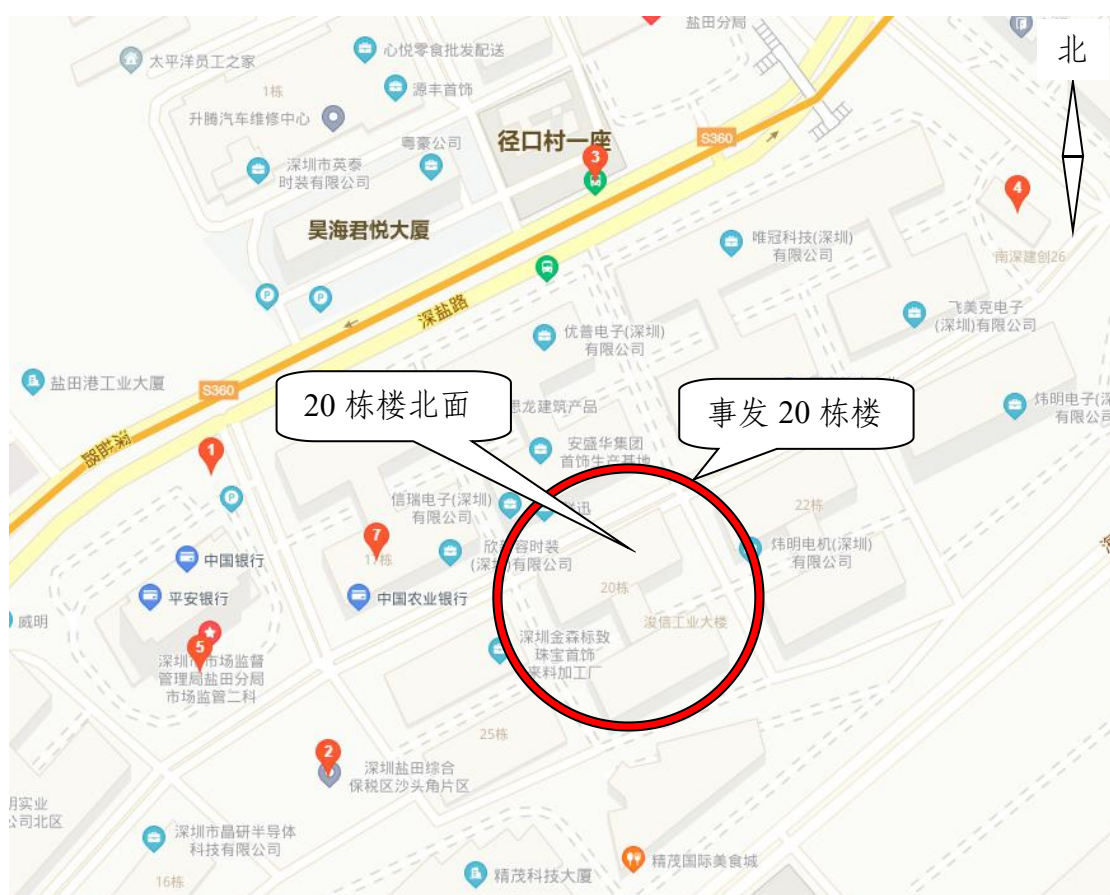 盐田分局
北
太平洋员工之家
心悦零食批发配送
1栋
源丰首饰
升腾汽车维修中心
粤豪公司
径口村一座
S360
3
深圳市英泰
时装有限公司
4
昊海君悦大厦
唯冠科技(深圳)
有限公司
南深建创26
P
P
深盐路
飞美克电子
(深圳)有限公司
优普电子(深圳)
有限公司
盐田港工业大厦
S360
20 栋楼北面
思龙建筑产品
事发 20 栋楼
炜明电子(深
有限公司
深盐路
1
安盛华集团
首饰生产基地
P
信瑞电子(深圳)
有限公司
22栋
7
中国银行
炜明电机(深圳)
有限公司
20栋
平安银行
中国农业银行
威明
浚信工业大楼
5
深圳市市场监督
管理局盐田分局
市场监管二科
深圳金森标致
珠宝首饰
来料加工厂
25栋
2
深圳盐田综合
保税区沙头角片区
明实业
公司北区
深圳市晶研半导体
科技有限公司
精茂国际美食城
16栋
精茂科技大厦